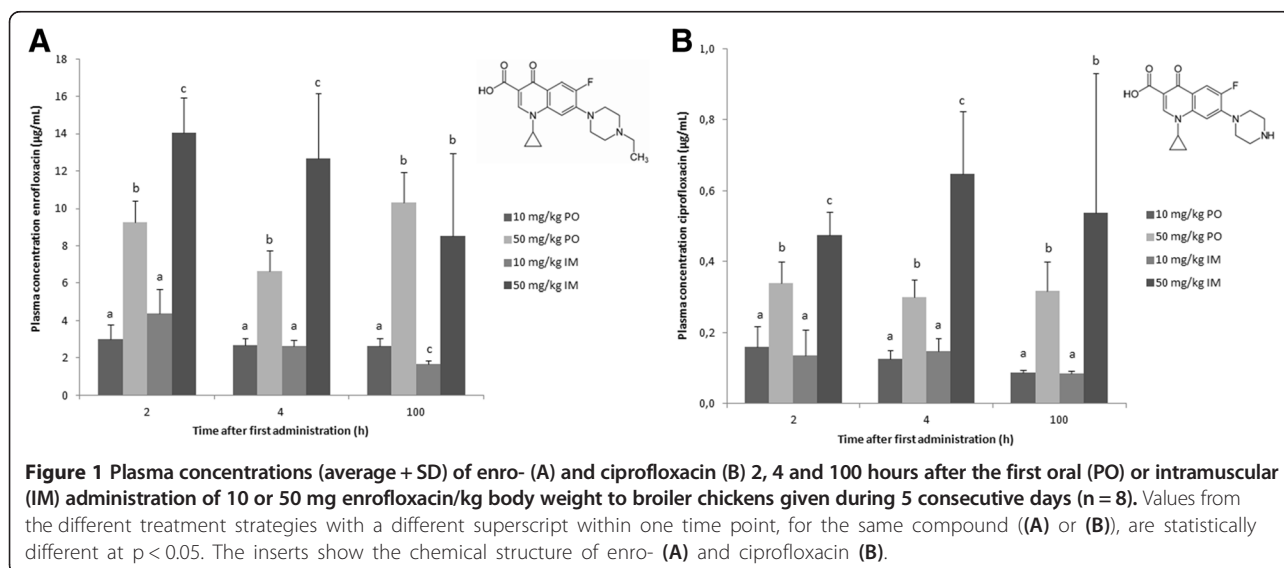 A
Plasma concentration enrofloxacin (µg/mL)
18
16
14
12
10
8
6
4
2
0
a
b
a
c
a
b
a
c
a
b
c
b
2
4
100
Time after first administration (h)
O
O
HO
F
N
N
N
CH3
10 mg/kg PO
50 mg/kg PO
10 mg/kg IM
50 mg/kg IM
B
Plasma concentration ciprofloxacin (µg/mL)
1,0
0,8
0,6
0,4
0,2
0,0
a
b
a
c
a
b
a
c
a
b
a
b
2
4
100
Time after first administration (h)
O
O
HO
F
N
N
NH
10 mg/kg PO
50 mg/kg PO
10 mg/kg IM
50 mg/kg IM
Figure 1 Plasma concentrations (average + SD) of enro- (A) and ciprofloxacin (B) 2, 4 and 100 hours after the first oral (PO) or intramuscular
(IM) administration of 10 or 50 mg enrofloxacin/kg body weight to broiler chickens given during 5 consecutive days (n = 8). Values from
the different treatment strategies with a different superscript within one time point, for the same compound ((A) or (B)), are statistically
different at p < 0.05. The inserts show the chemical structure of enro- (A) and ciprofloxacin (B).